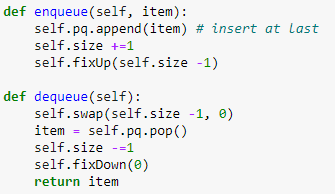 def enqueue(self, item):
    self.pq.append(item) # insert at last
    self.size +=1
    self.fixUp(self.size -1)

def dequeue(self):
    self.swap(self.size -1, 0)
    item = self.pq.pop()
    self.size -=1
    self.fixDown(0)
    return item